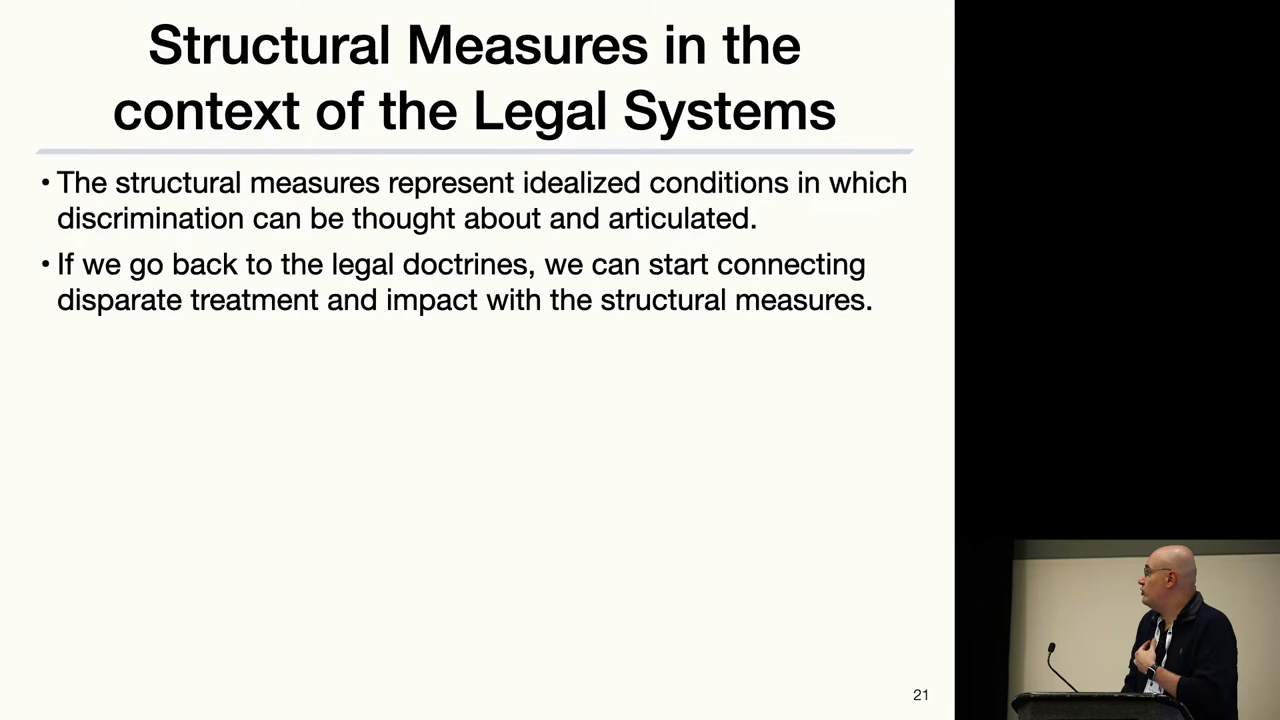 Structural Measures in the
context of the Legal Systems
• The structural measures represent idealized conditions in which
discrimination can be thought about and articulated.
• If we go back to the legal doctrines, we can start connecting
disparate treatment and impact with the structural measures.
21